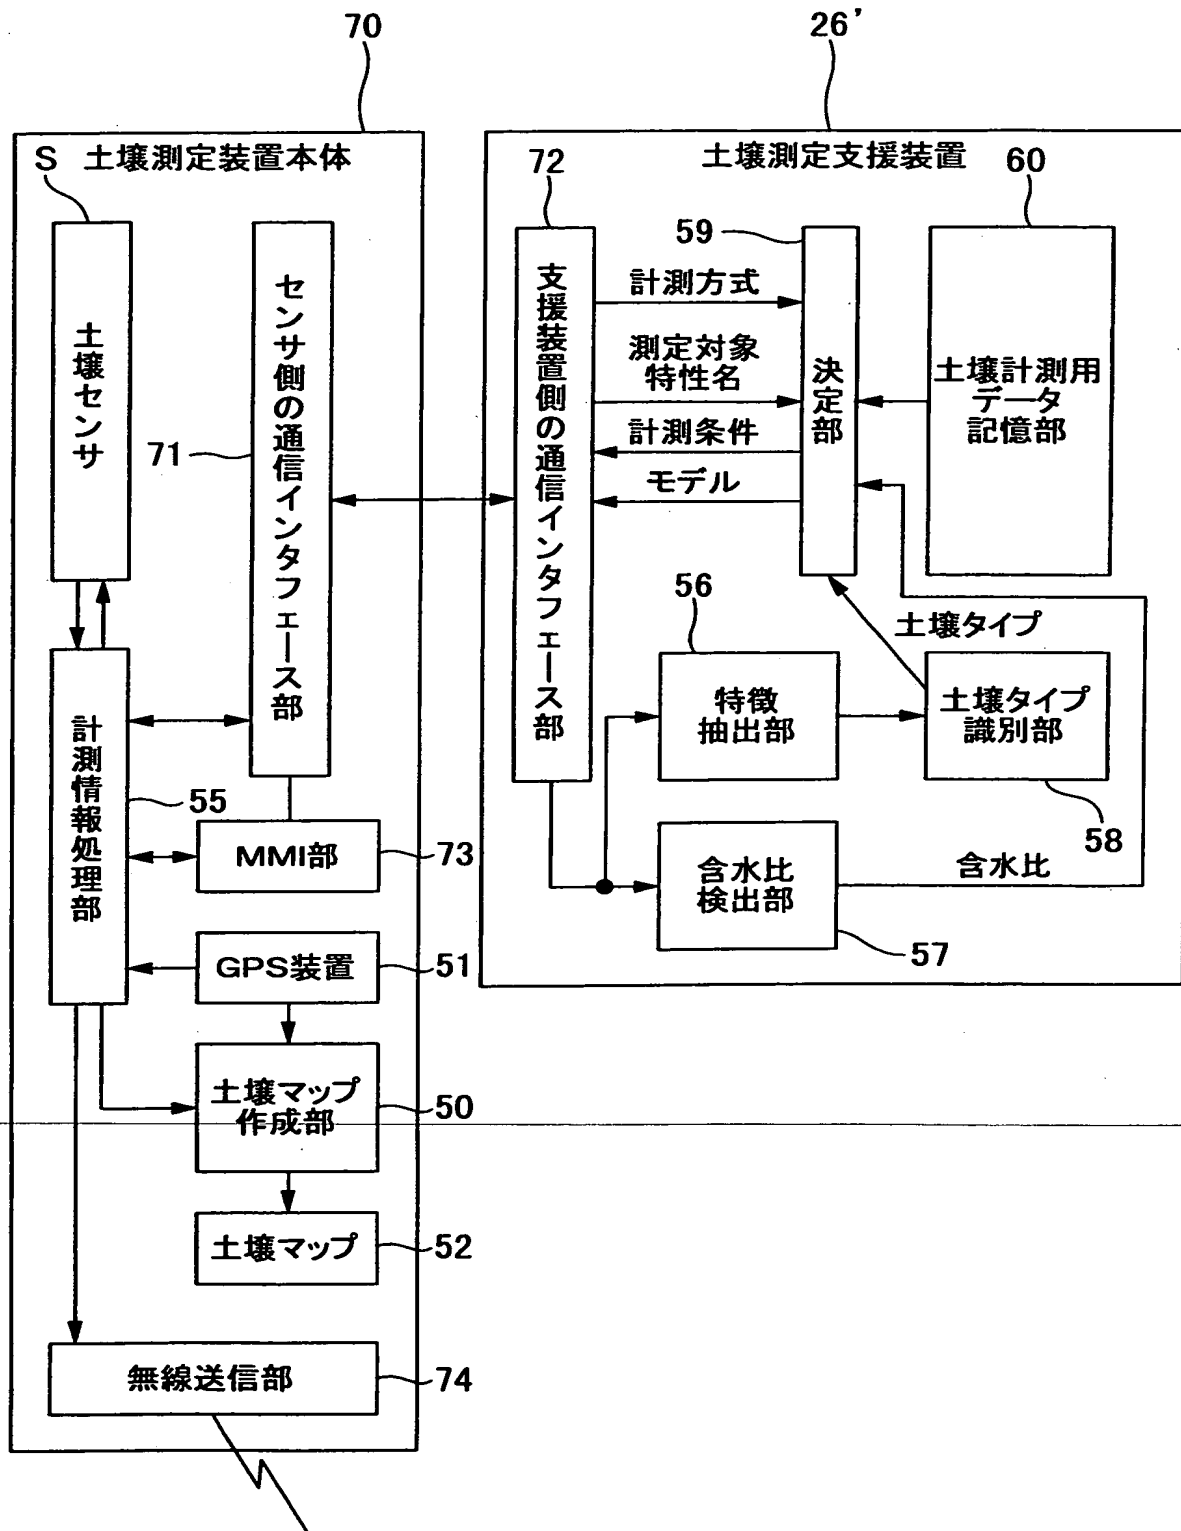 70
26’
S
土壌測定装置本体
土壌センサ
センサ側の通信インタフェース部
71
計測情報処理部
55
MMI部
73
GPS装置
51
土壌マップ
作成部
50
土壌マップ
52
無線送信部
74
土壌測定支援装置
72
支援装置側の通信インタフェース部
59
60
計測方式
測定対象
特性名
計測条件
モデル
決定部
土壌計測用
データ
記憶部
56
特徴
抽出部
土壌タイプ
土壌タイプ
識別部
58
含水比
検出部
57
含水比